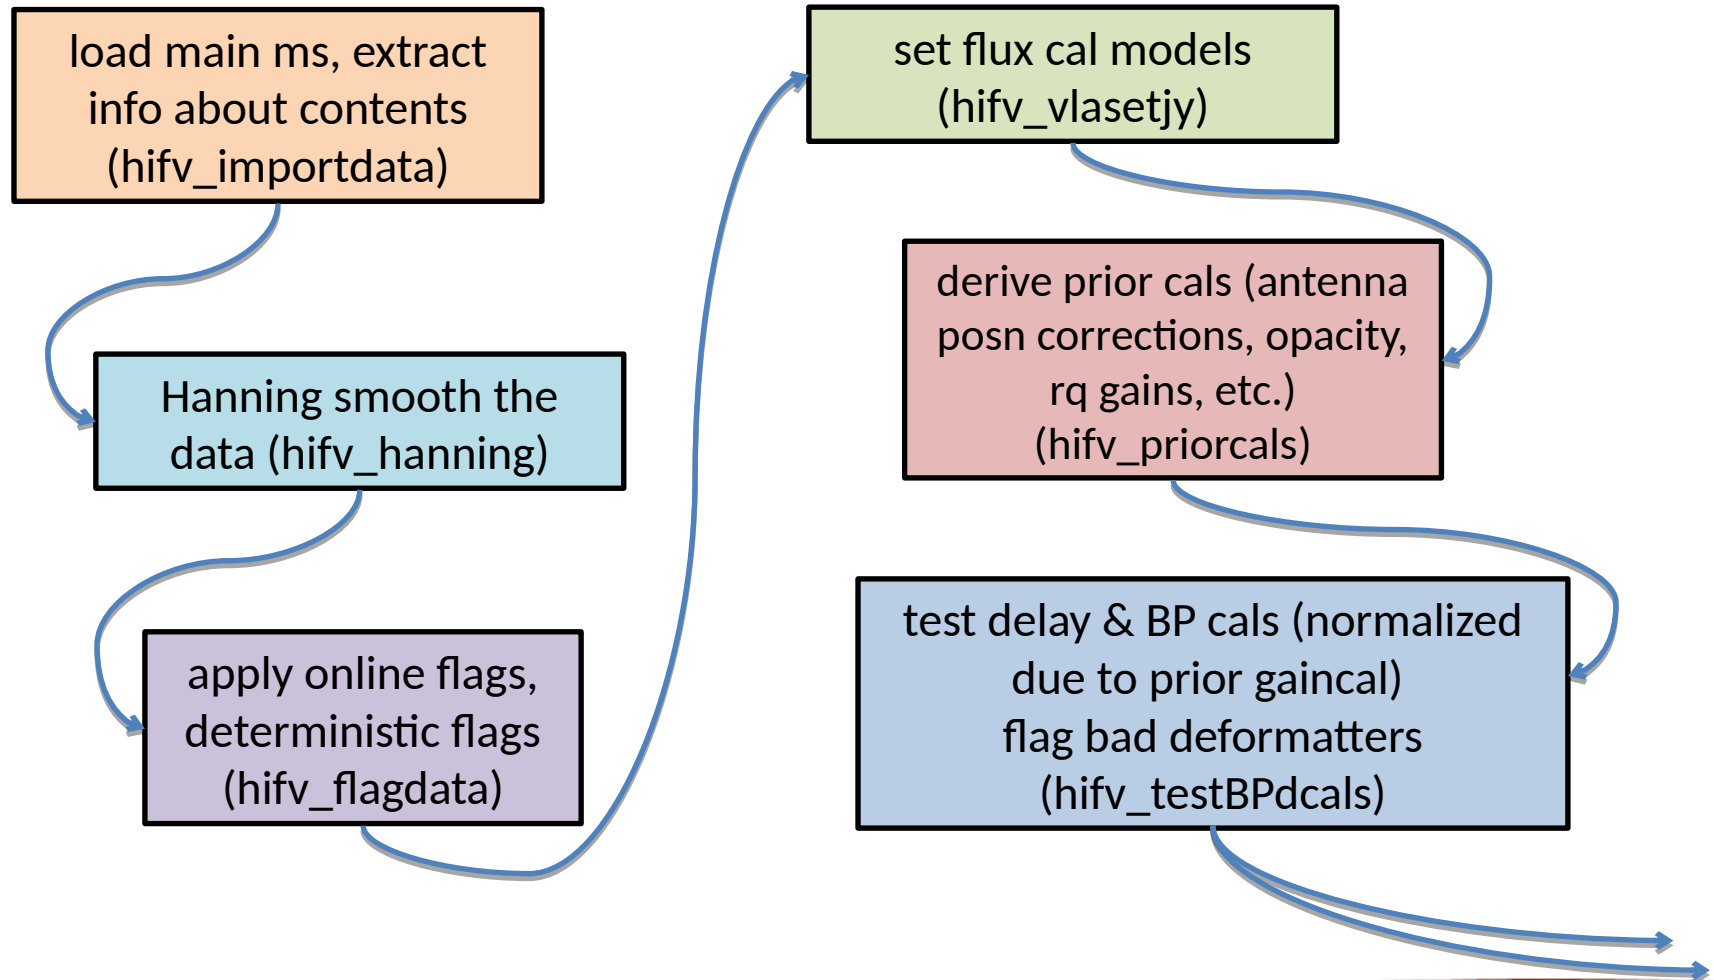 load main ms, extract
info about contents
(hifv_importdata)
Hanning smooth the
data (hifv_hanning)
apply online flags,
deterministic flags
(hifv_flagdata)
set flux cal models
(hifv_vlasetjy)
derive prior cals (antenna
posn corrections, opacity,
rq gains, etc.)
(hifv_priorcals)
test delay & BP cals (normalized
due to prior gaincal)
flag bad deformatters
(hifv_testBPdcals)